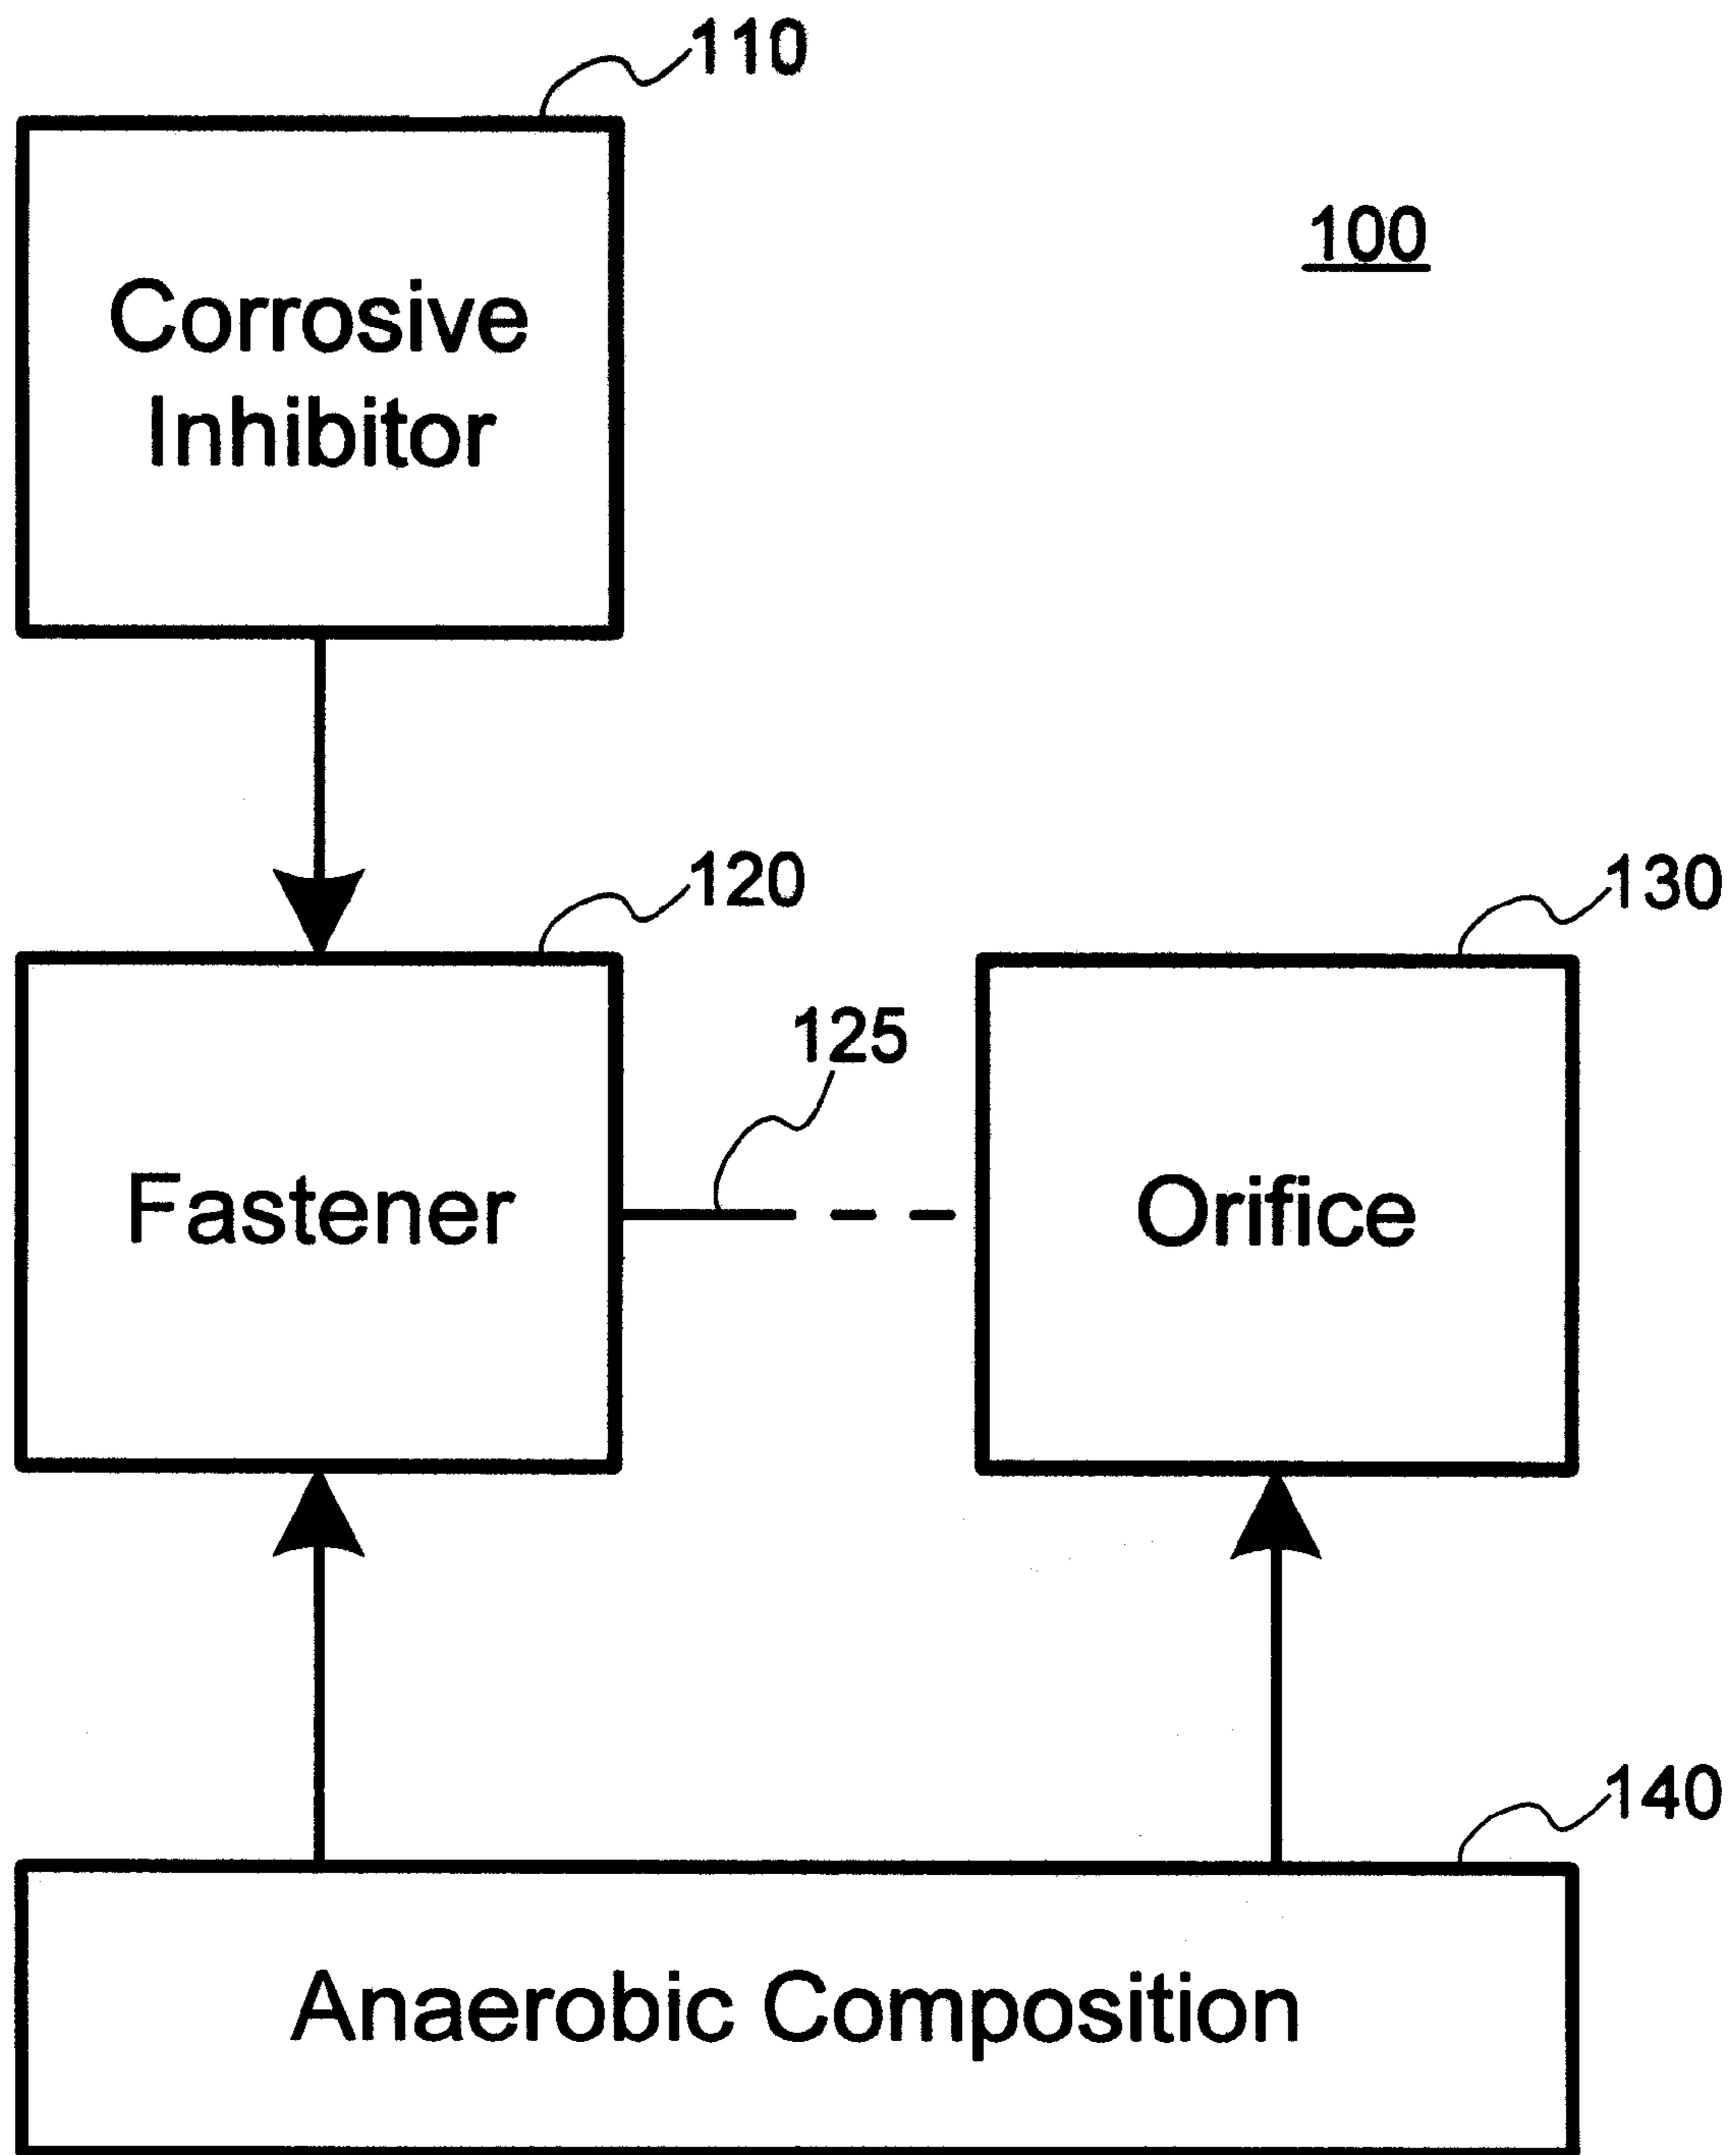 110
100
Corrosive
Inhibitor
120
130
125
Fastener
Orifice
140
Anaerobic Composition